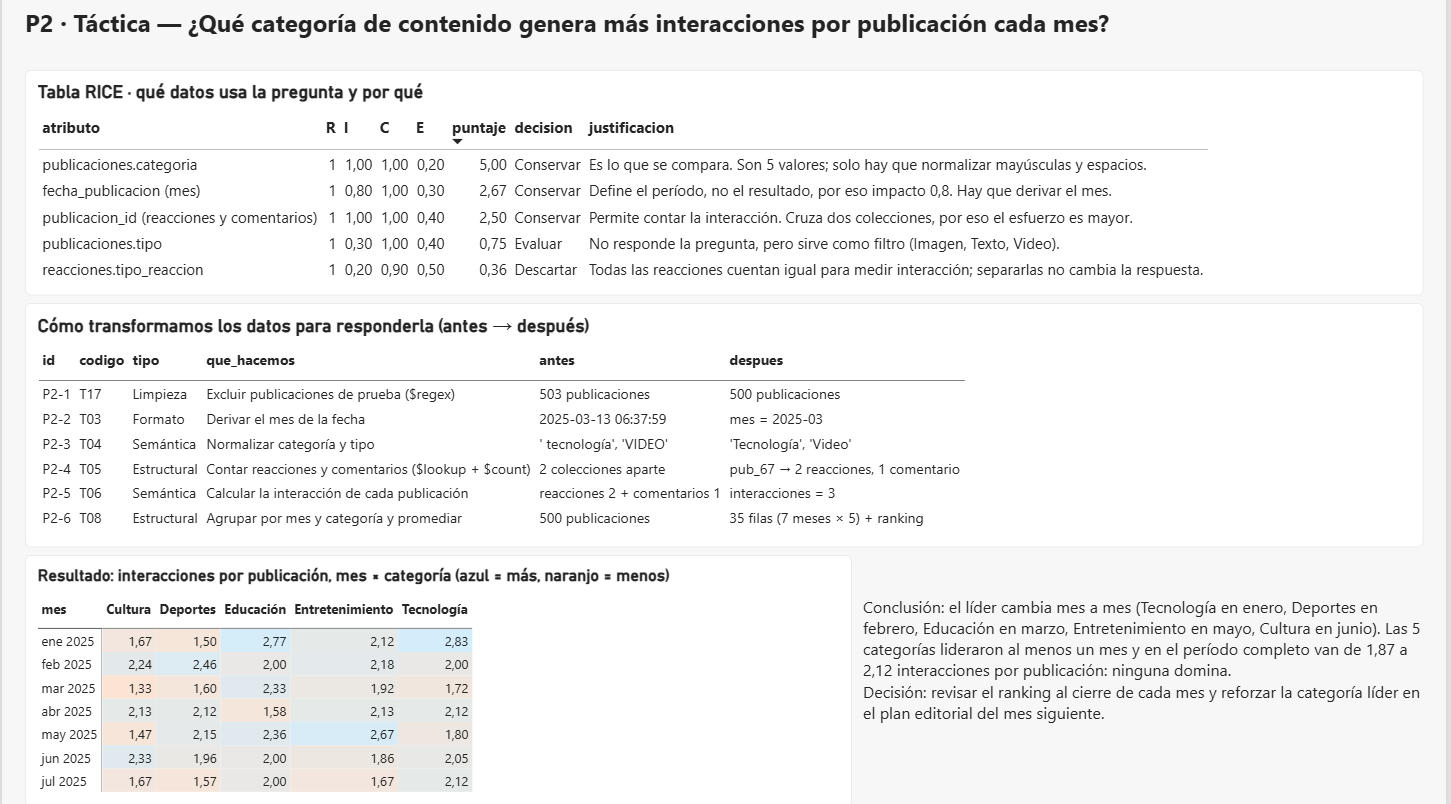 P2 · Táctica — ¿Qué categoría de contenido genera más interacciones por publicación cada mes?
Tabla RICE · qué datos usa la pregunta y por qué
atributo R I C E puntaje decision justificacion
publicaciones.categoria 1 1,00 1,00 0,20 5,00 Conservar Es lo que se compara. Son 5 valores; solo hay que normalizar mayúsculas y espacios.
fecha_publicacion (mes) 1 0,80 1,00 0,30 2,67 Conservar Define el período, no el resultado, por eso impacto 0,8. Hay que derivar el mes.
publicacion_id (reacciones y comentarios) 1 1,00 1,00 0,40 2,50 Conservar Permite contar la interacción. Cruza dos colecciones, por eso el esfuerzo es mayor.
publicaciones.tipo 1 0,30 1,00 0,40 0,75 Evaluar No responde la pregunta, pero sirve como filtro (Imagen, Texto, Video).
reacciones.tipo_reaccion 1 0,20 0,90 0,50 0,36 Descartar Todas las reacciones cuentan igual para medir interacción; separarlas no cambia la respuesta.
Cómo transformamos los datos para responderla (antes → después)
id codigo tipo que_hacemos antes despues
P2-1 T17 Limpieza Excluir publicaciones de prueba ($regex) 503 publicaciones 500 publicaciones
P2-2 T03 Formato Derivar el mes de la fecha 2025-03-13 06:37:59 mes = 2025-03
P2-3 T04 Semántica Normalizar categoría y tipo ' tecnología', 'VIDEO' 'Tecnología', 'Video'
P2-4 T05 Estructural Contar reacciones y comentarios ($lookup + $count) 2 colecciones aparte pub_67 → 2 reacciones, 1 comentario
P2-5 T06 Semántica Calcular la interacción de cada publicación reacciones 2 + comentarios 1 interacciones = 3
P2-6 T08 Estructural Agrupar por mes y categoría y promediar 500 publicaciones 35 filas (7 meses × 5) + ranking
Resultado: interacciones por publicación, mes × categoría (azul = más, naranjo = menos)
mes Cultura Deportes Educación Entretenimiento Tecnología
ene 2025 1,67 1,50 2,77 2,12 2,83
feb 2025 2,24 2,46 2,00 2,18 2,00
mar 2025 1,33 1,60 2,33 1,92 1,72
abr 2025 2,13 2,12 1,58 2,13 2,12
may 2025 1,47 2,15 2,36 2,67 1,80
jun 2025 2,33 1,96 2,00 1,86 2,05
jul 2025 1,67 1,57 2,00 1,67 2,12
Conclusión: el líder cambia mes a mes (Tecnología en enero, Deportes en
febrero, Educación en marzo, Entretenimiento en mayo, Cultura en junio). Las 5
categorías lideraron al menos un mes y en el período completo van de 1,87 a
2,12 interacciones por publicación: ninguna domina.
Decisión: revisar el ranking al cierre de cada mes y reforzar la categoría líder en
el plan editorial del mes siguiente.